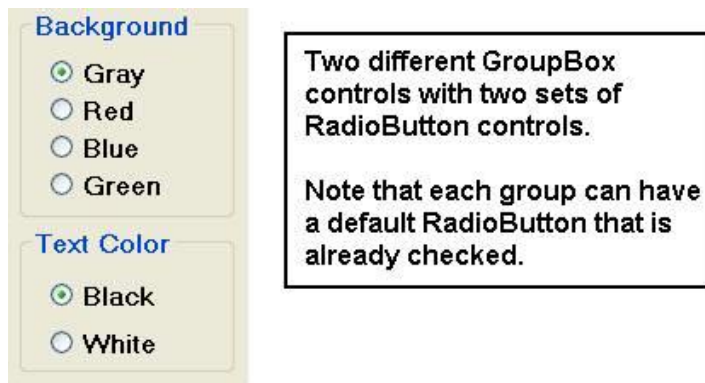 Background
Gray
Red
Blue
Green
Text Color
Black
White
Two different GroupBox
controls with two sets of
RadioButton controls.
Note that each group can have
a default RadioButton that is
already checked.